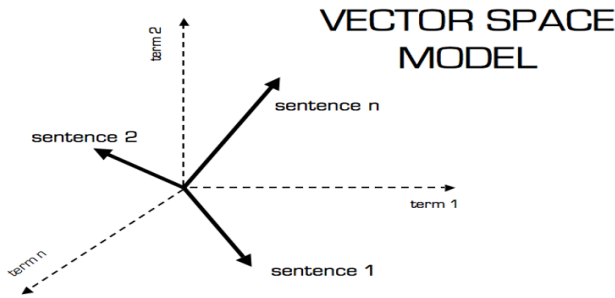 VECTOR SPACE
MODEL
term 2
sentence n
sentence 2
term 1
term n
sentence 1